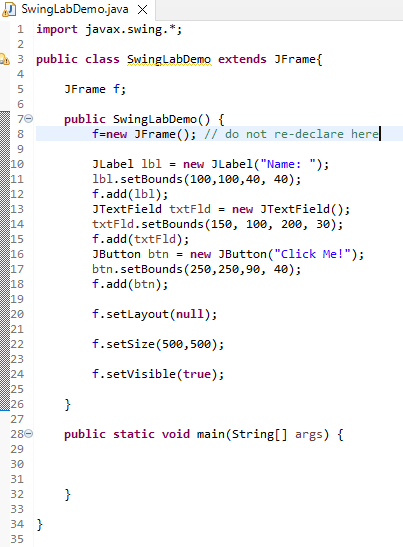 SwingLabDemo.java
1 import javax.swing.*;
2
3 public class SwingLabDemo extends JFrame{
4
5 JFrame f;
6
7 public SwingLabDemo() {
8 f=new JFrame(); // do not re-declare here
9
10 JLabel lbl = new JLabel("Name: ");
11 lbl.setBounds(100,100,40, 40);
12 f.add(lbl);
13 JTextField txtFld = new JTextField();
14 txtFld.setBounds(150, 100, 200, 30);
15 f.add(txtFld);
16 JButton btn = new JButton("Click Me!");
17 btn.setBounds(250,250,90, 40);
18 f.add(btn);
19
20 f.setLayout(null);
21
22 f.setSize(500,500);
23
24 f.setVisible(true);
25
26 }
27
28 public static void main(String[] args) {
29
30
31
32 }
33
34 }
35